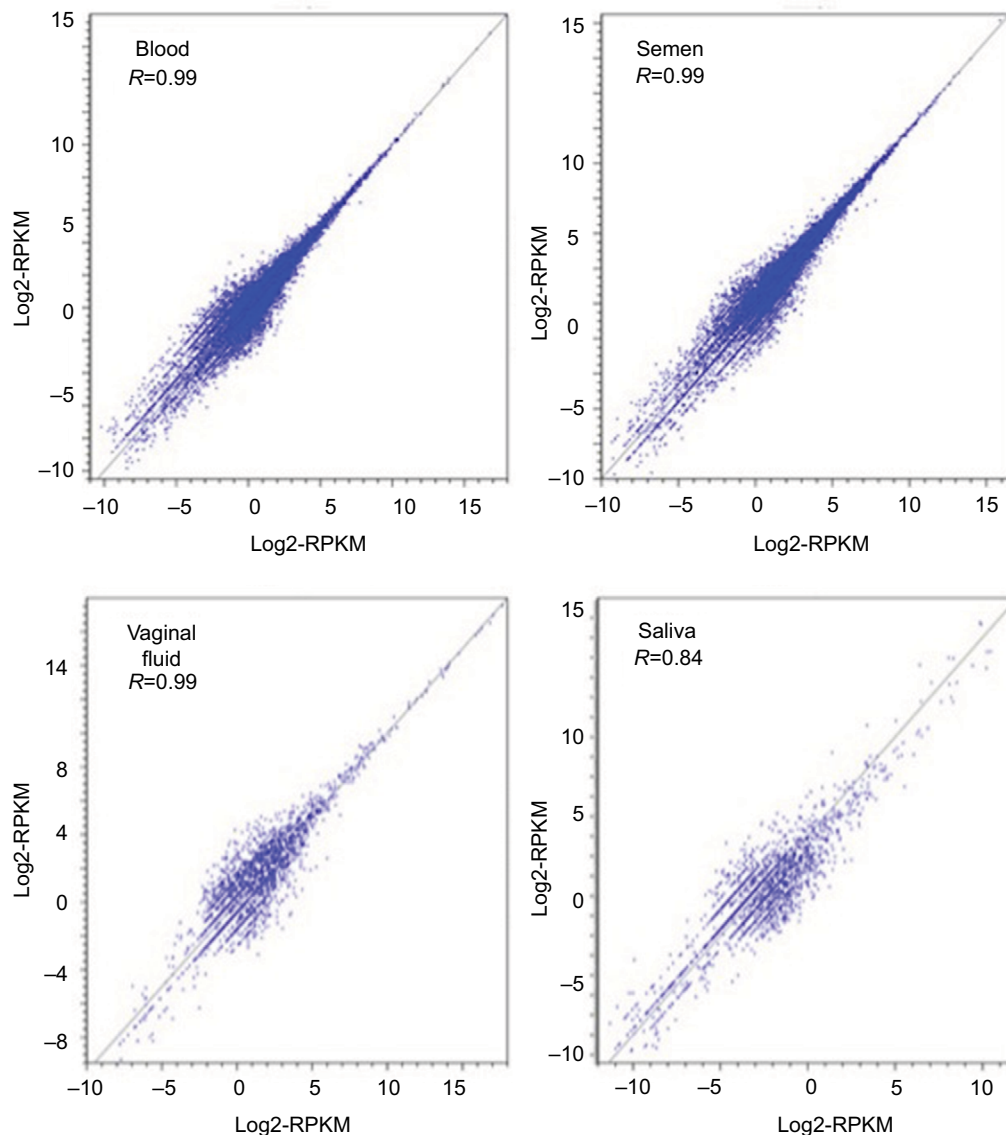 15
Blood
R=0.99
10
5
0
–5
–10
Log2-RPKM
–10 –5 0 5 10 15
Log2-RPKM
15
Semen
R=0.99
10
5
0
–5
–10
Log2-RPKM
–10 –5 0 5 10 15
Log2-RPKM
Vaginal
fluid
R=0.99
14
8
4
0
–4
–8
Log2-RPKM
–10 –5 0 5 10 15
Log2-RPKM
15
Saliva
R=0.84
10
5
0
–5
–10
Log2-RPKM
–10 –5 0 5 10
Log2-RPKM